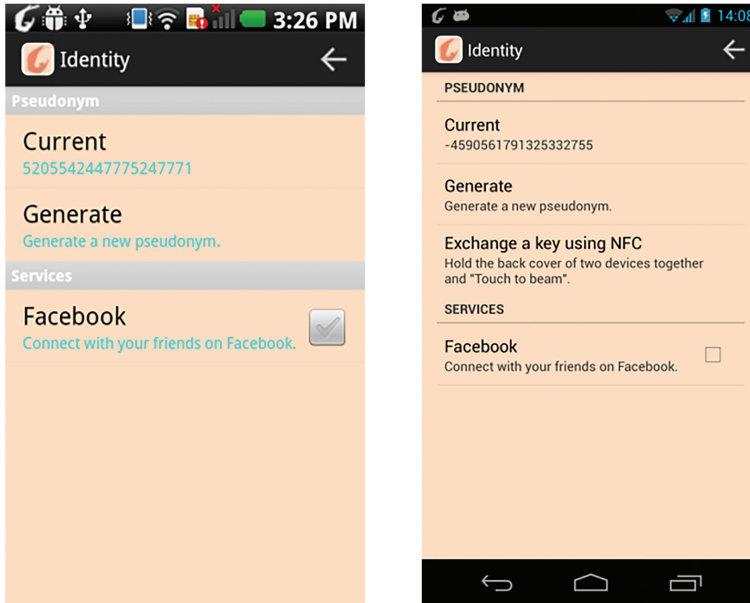 3:26 PM
Identity
Pseudonym
Current
5205542447775247771
Generate
Generate a new pseudonym.
Services
Facebook
Connect with your friends on Facebook.
14:08
Identity
PSEUDONYM
Current
-4590561791325332755
Generate
Generate a new pseudonym.
Exchange a key using NFC
Hold the back cover of two devices together
and "Touch to beam".
SERVICES
Facebook
Connect with your friends on Facebook.